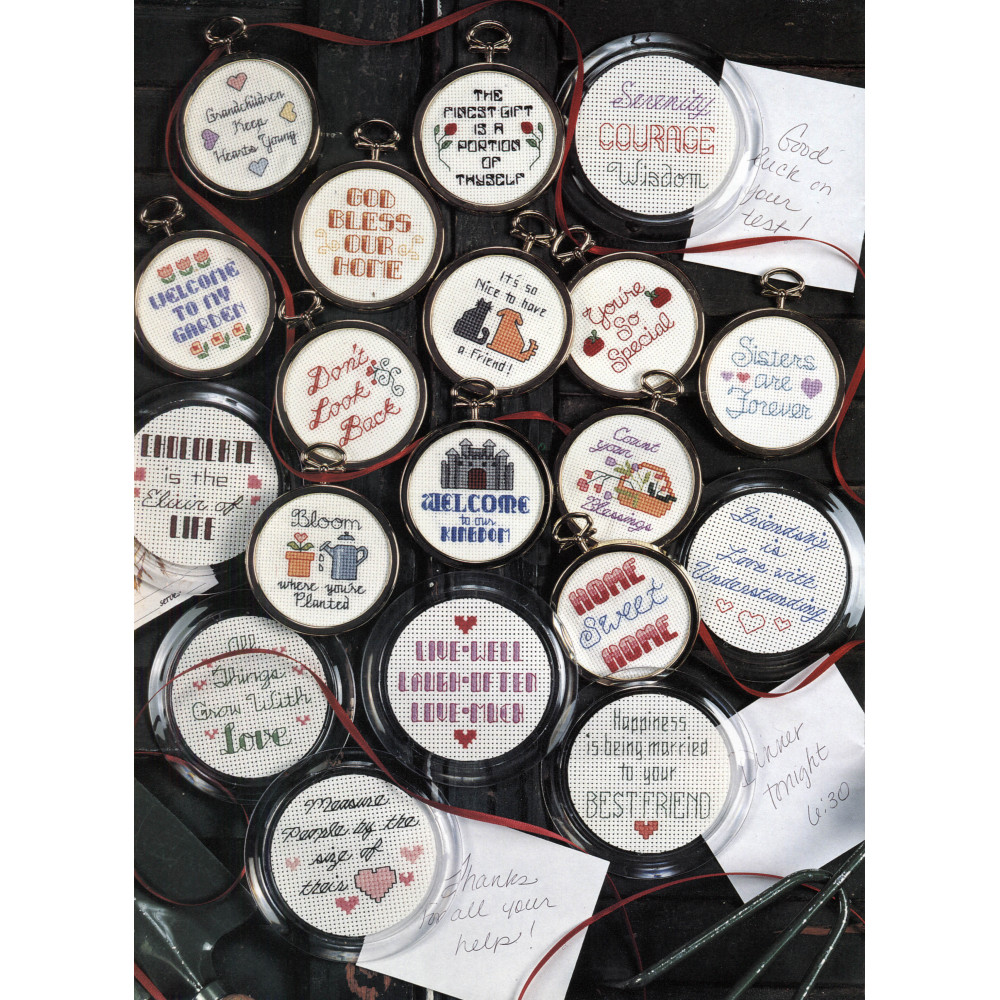 Grandchildren
Keep
Hearts Young
THE
FINEST GIFT
IS A
PORTION
OF
THYSELF
Serenity
COURAGE
Wisdom
Good
luck on
your
test!
GOD
BLESS
OUR
HOME
WELCOME
TO MY
GARDEN
It's so
Nice to have
a Friend!
You're
So
Special
Sisters
are
Forever
Don't
Look
Back
CHOCOLATE
is the
Elixir of
LIFE
WELCOME
to our
KINGDOM
Count
your
Blessings
Bloom
where you're
Planted
Friendship
is
Love with
Understanding
HOME
Sweet
HOME
serve
All
Things
Grow With
Love
LIVE·WELL
LAUGH·OFTEN
LOVE·MUCH
Happiness
is being married
to your
BEST FRIEND
Dinner
tonight
6:30
Measure
People by the
size of
their
Thanks
for all your
help!